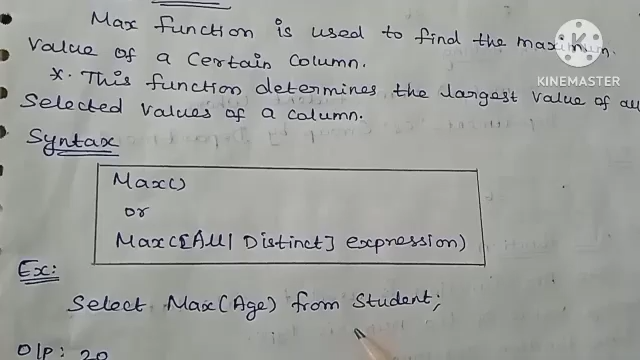 Max function is used to find the maximum
value of a certain column.
*. This function determines the largest value of all
selected values of a column.
Syntax
Max()
or
Max([All| Distinct] expression)
Ex:
Select Max(Age) from Student;
O/P: 20
KINEMASTER